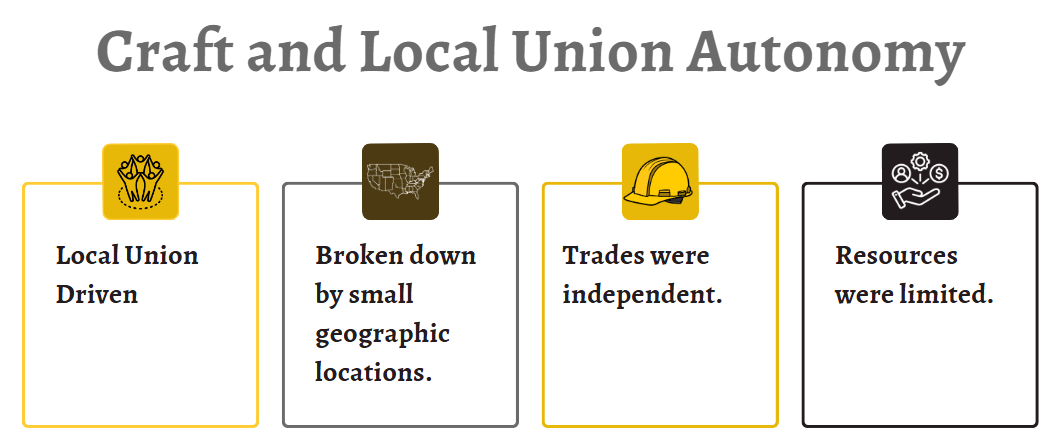 Craft and Local Union Autonomy
Local Union
Driven
Broken down
by small
geographic
locations.
Trades were
independent.
Resources
were limited.